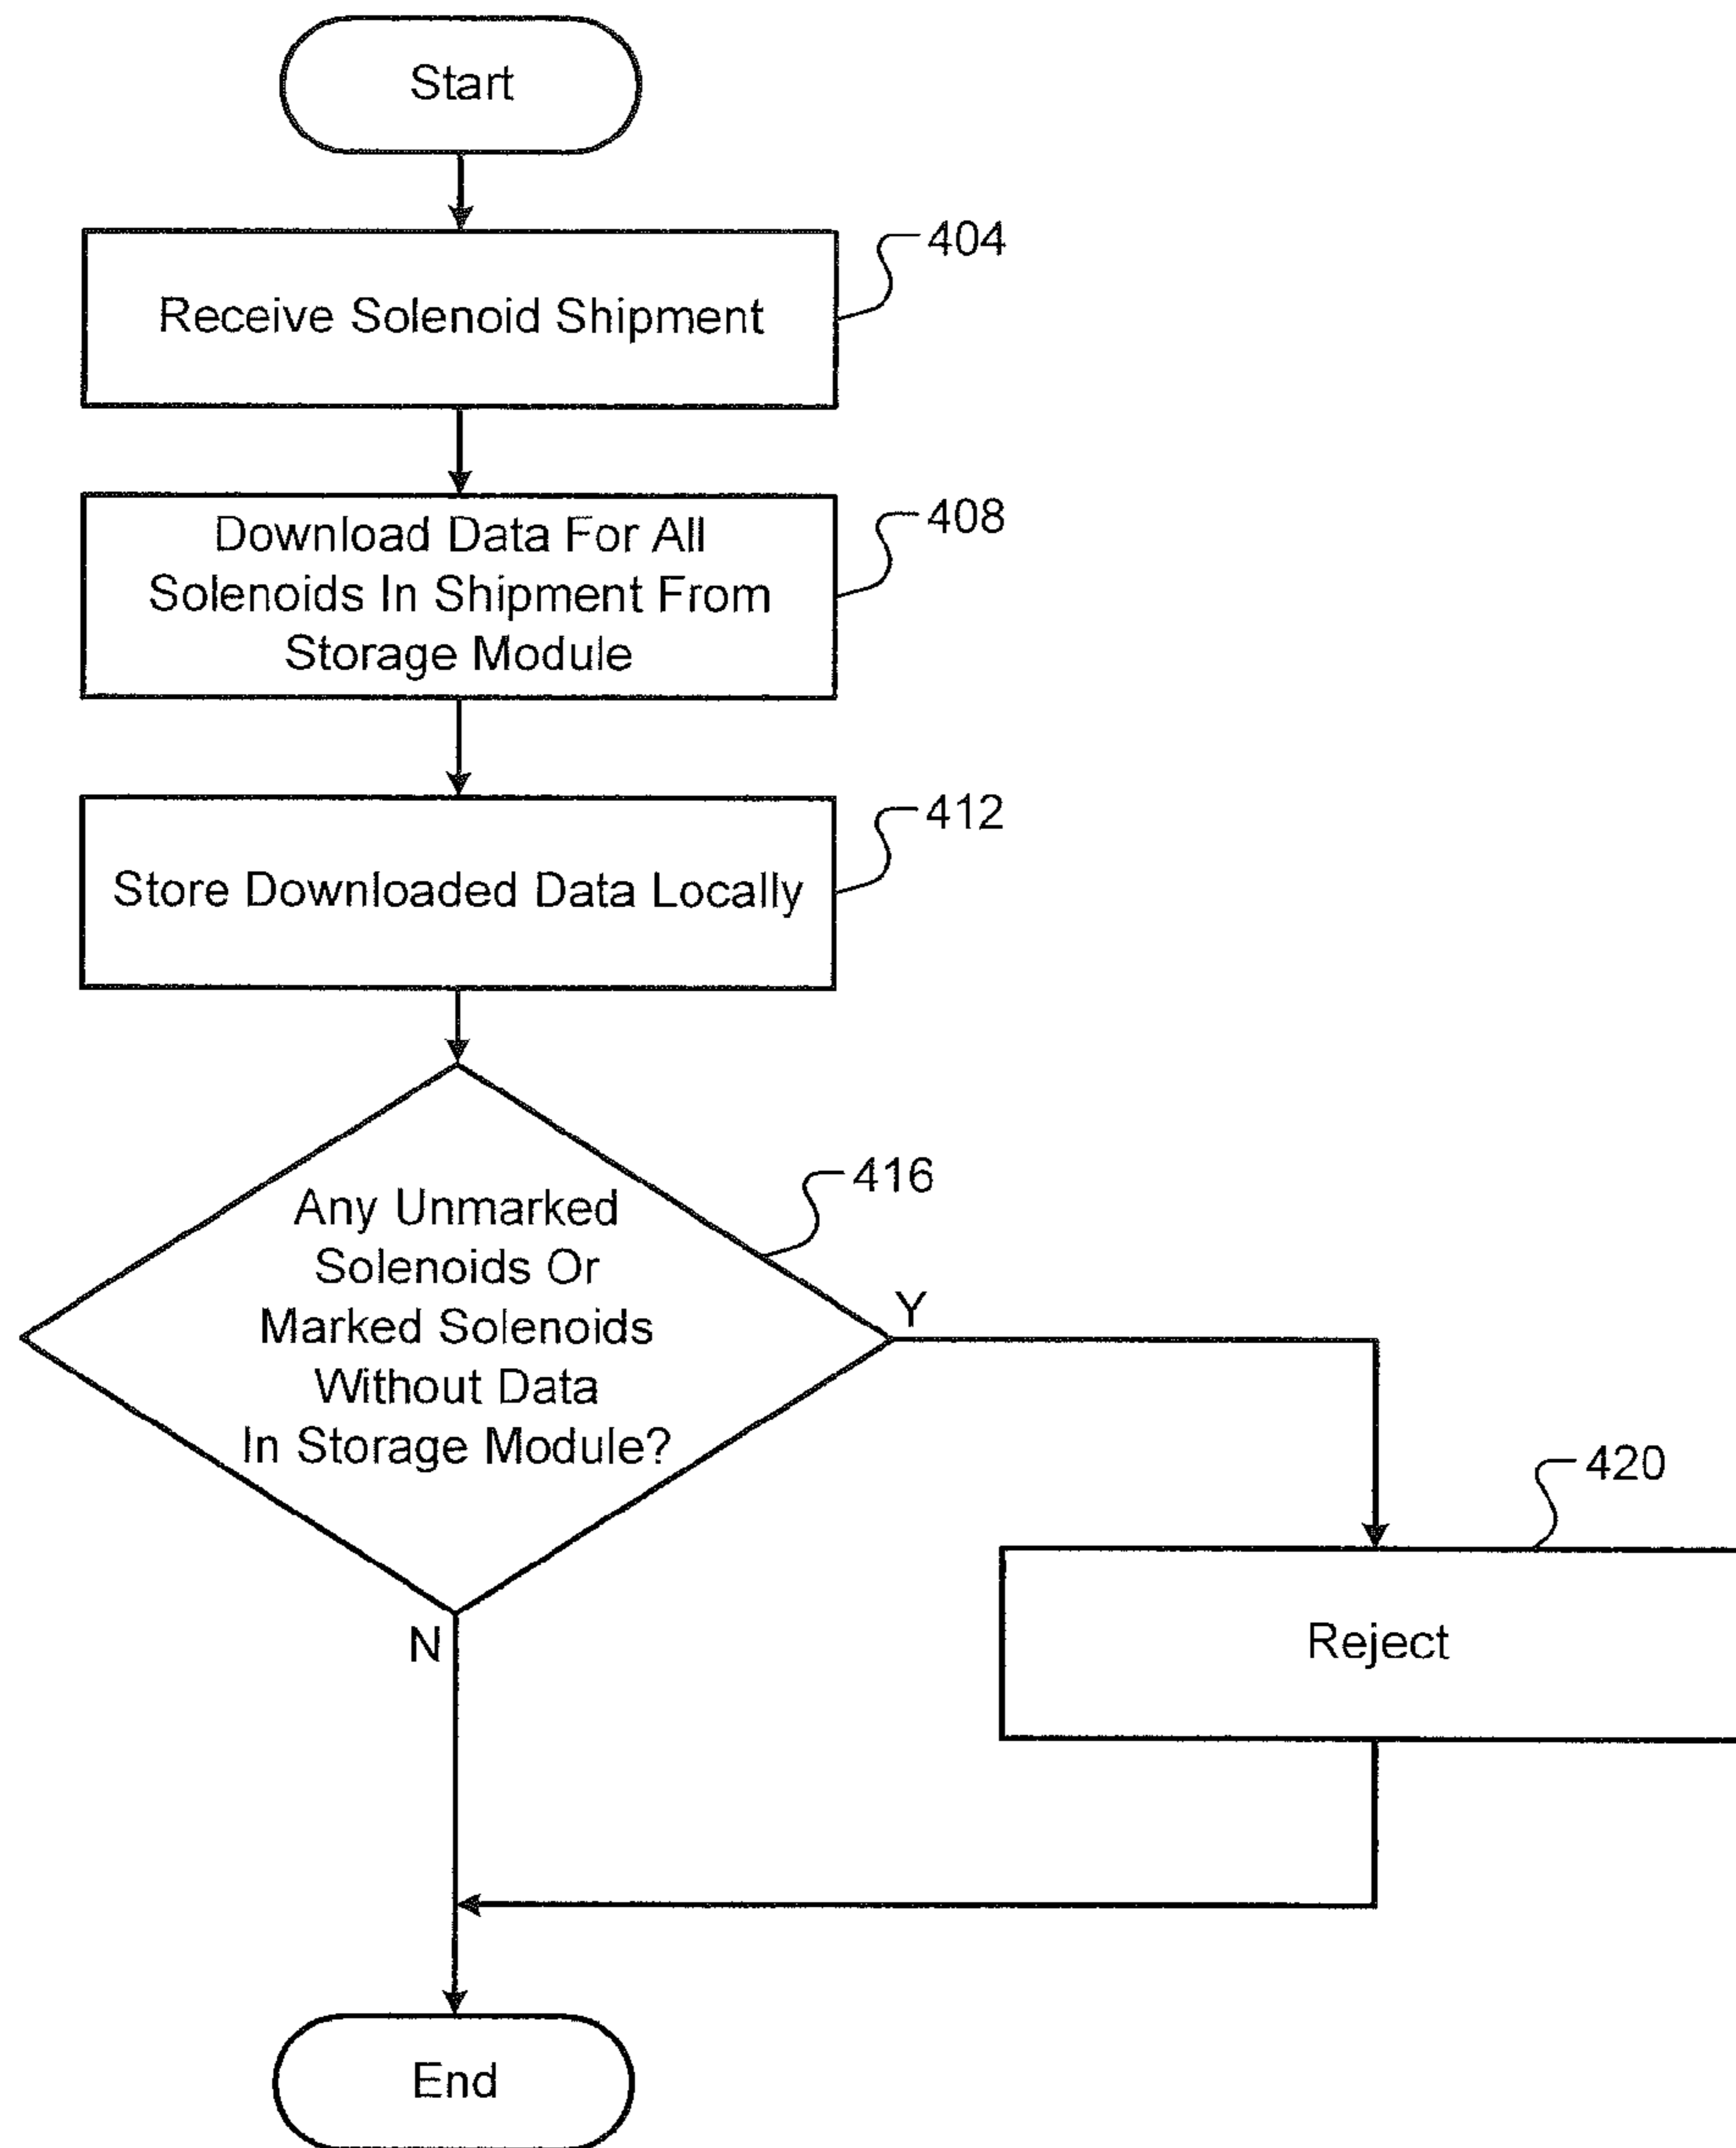 Start
Receive Solenoid Shipment
404
Download Data For All
Solenoids In Shipment From
Storage Module
408
Store Downloaded Data Locally
412
Any Unmarked
Solenoids Or
Marked Solenoids
Without Data
In Storage Module?
416
Y
N
420
Reject
End